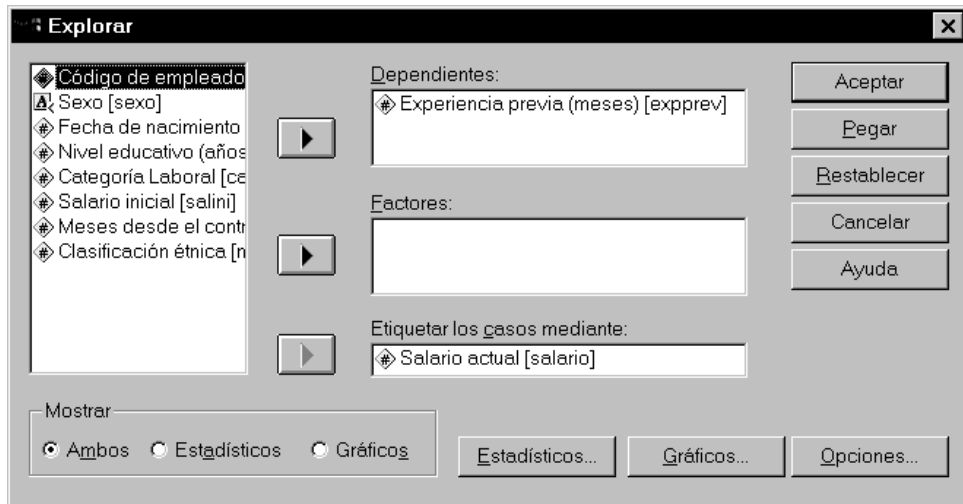 Explorar
Código de empleado
Sexo [sexo]
Fecha de nacimiento
Nivel educativo (años
Categoría Laboral [ca
Salario inicial [salini]
Meses desde el contr
Clasificación étnica [n
Dependientes:
Experiencia previa (meses) [expprev]
Factores:
Etiquetar los casos mediante:
Salario actual [salario]
Aceptar
Pegar
Restablecer
Cancelar
Ayuda
Mostrar
Ambos Estadísticos Gráficos
Estadísticos... Gráficos... Opciones...